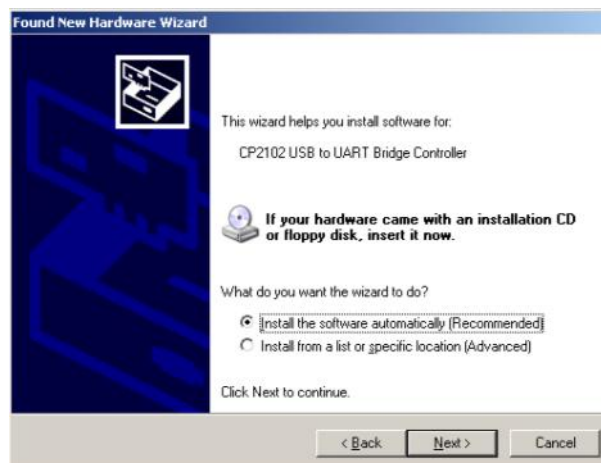 Found New Hardware Wizard
This wizard helps you install software for:
CP2102 USB to UART Bridge Controller
If your hardware came with an installation CD
or floppy disk, insert it now.
What do you want the wizard to do?
Install the software automatically (Recommended)
Install from a list or specific location (Advanced)
Click Next to continue.
< Back
Next >
Cancel